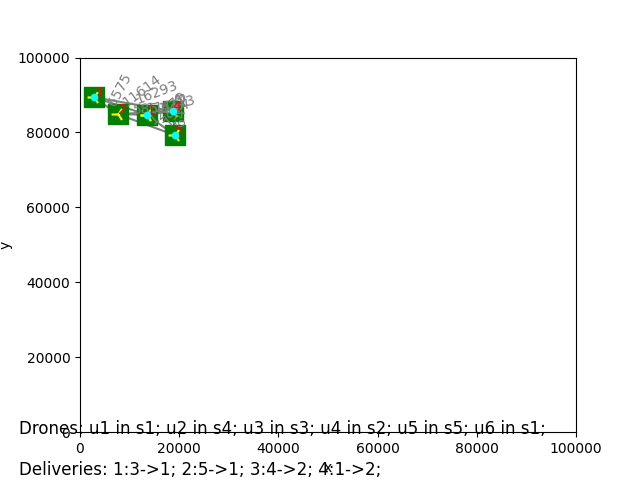 100000
80000
60000
40000
20000
0
y
0 20000 40000 60000 80000 100000
x
11614
16293
Drones: u1 in s1; u2 in s4; u3 in s3; u4 in s2; u5 in s5; u6 in s1;
Deliveries: 1:3->1; 2:5->1; 3:4->2; 4:1->2;